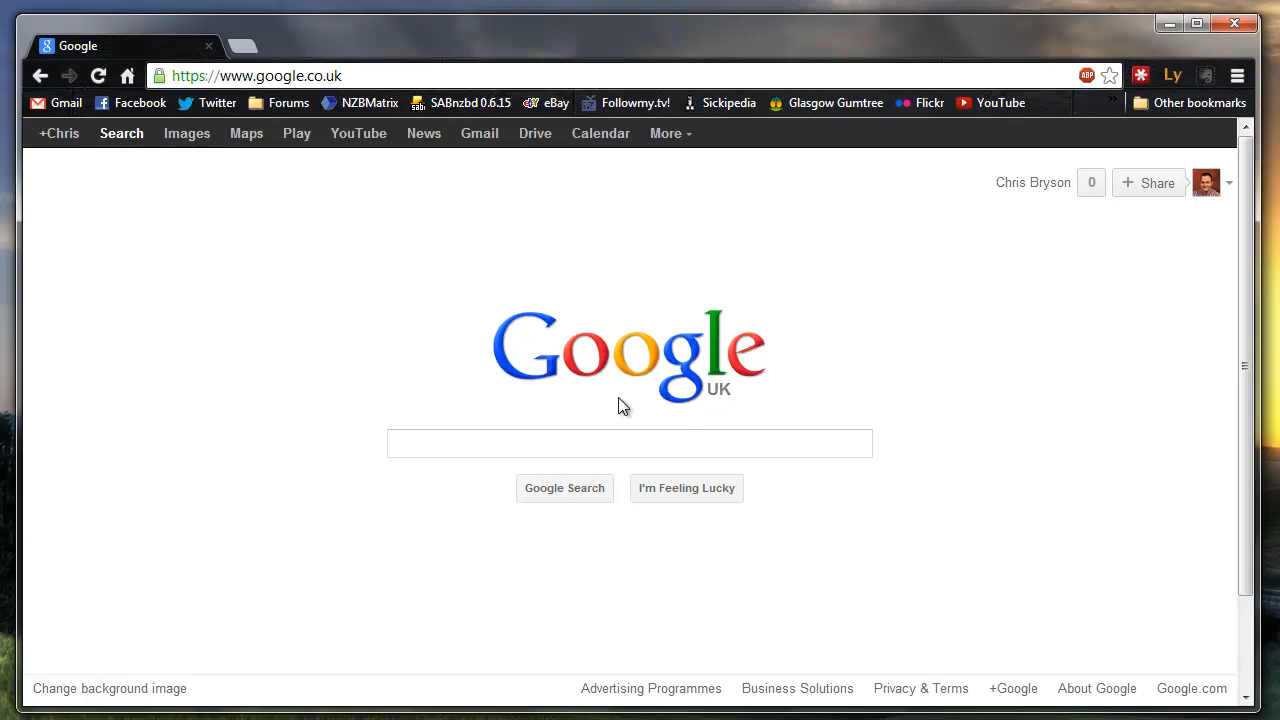 Google
https://www.google.co.uk
ABP
Ly
Gmail Facebook Twitter Forums NZBMatrix SABnzbd 0.6.15 eBay Followmy.tv! Sickipedia Glasgow Gumtree Flickr YouTube » Other bookmarks
+Chris Search Images Maps Play YouTube News Gmail Drive Calendar More
Chris Bryson 0 + Share
Google
UK
Google Search I'm Feeling Lucky
Change background image Advertising Programmes Business Solutions Privacy & Terms +Google About Google Google.com